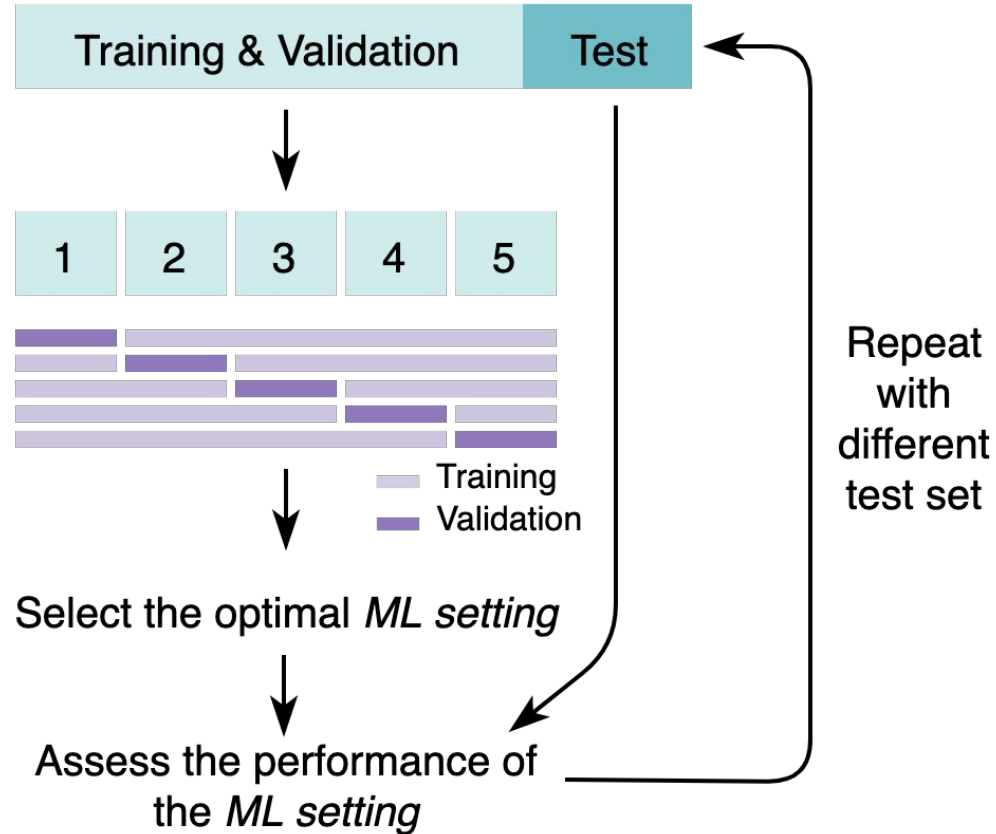 Training & Validation
Test
1
2
3
4
5
Training
Validation
Select the optimal ML setting
Assess the performance of
the ML setting
Repeat
with
different
test set